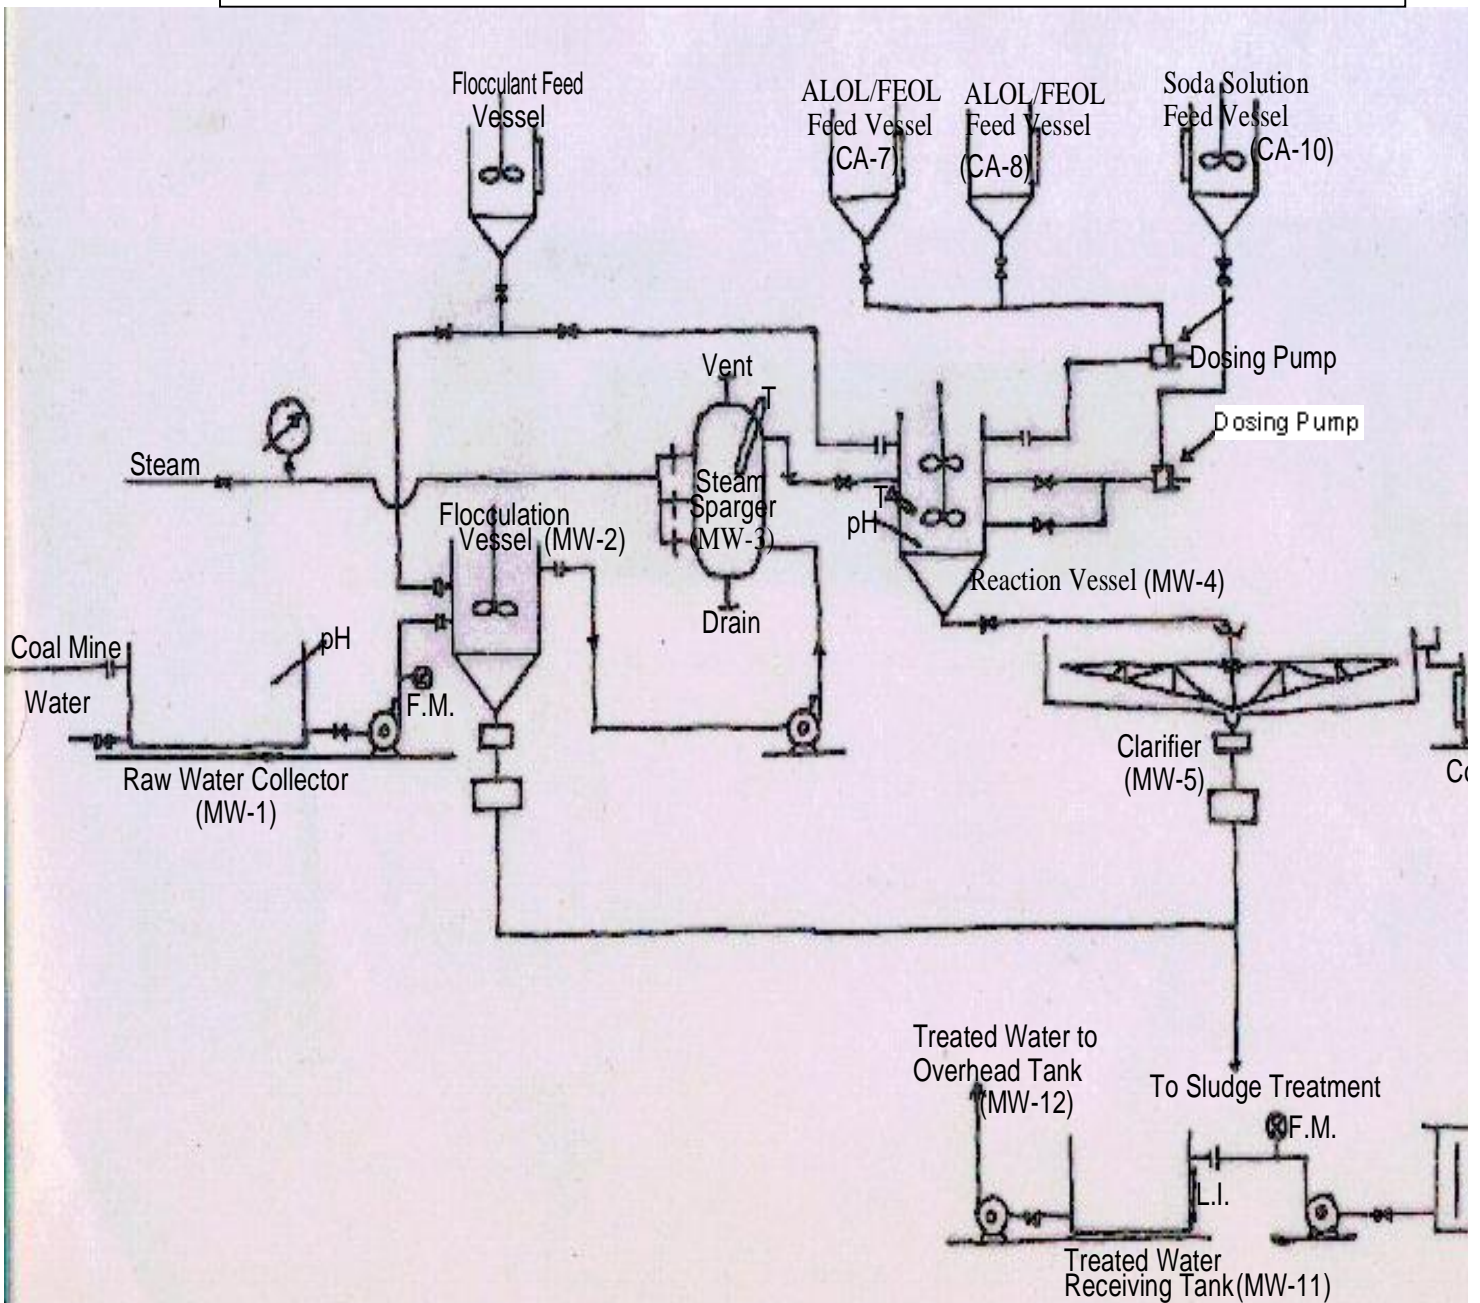 Flocculant Feed
Vessel
ALOL/FEOL
Feed Vessel
(CA-7)
ALOL/FEOL
Feed Vessel
(CA-8)
Soda Solution
Feed Vessel
(CA-10)
Dosing Pump
Dosing Pump
Vent
T
Steam
Steam
Sparger
(MW-3)
Flocculation
Vessel (MW-2)
T
pH
Reaction Vessel (MW-4)
Drain
Coal Mine
Water
pH
F.M.
Raw Water Collector
(MW-1)
Clarifier
(MW-5)
Treated Water to
Overhead Tank
(MW-12)
To Sludge Treatment
F.M.
L.I.
Treated Water
Receiving Tank(MW-11)